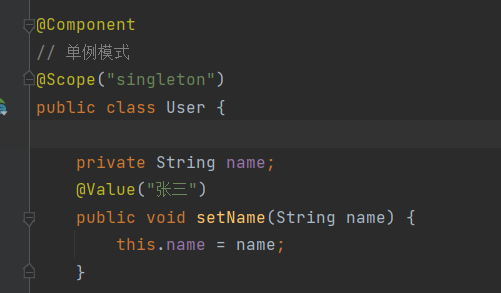 @Component
// 单例模式
@Scope("singleton")
public class User {
private String name;
@Value("张三")
public void setName(String name) {
this.name = name;
}